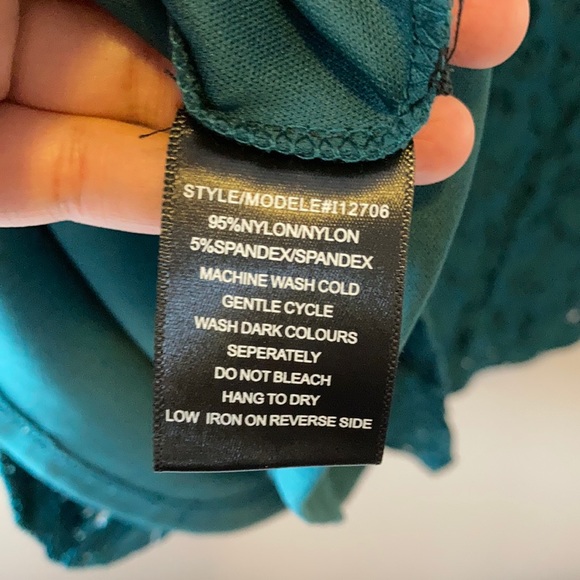 STYLE/MODELE#I12706
95%NYLON/NYLON
5%SPANDEX/SPANDEX
MACHINE WASH COLD
GENTLE CYCLE
WASH DARK COLOURS
SEPERATELY
DO NOT BLEACH
HANG TO DRY
LOW IRON ON REVERSE SIDE